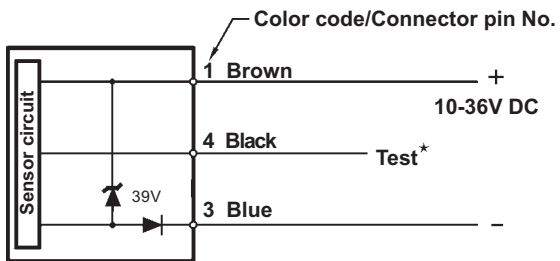 Color code/Connector pin No.
1 Brown
+
10-36V DC
4 Black
Test*
Sensor circuit
39V
3 Blue
-